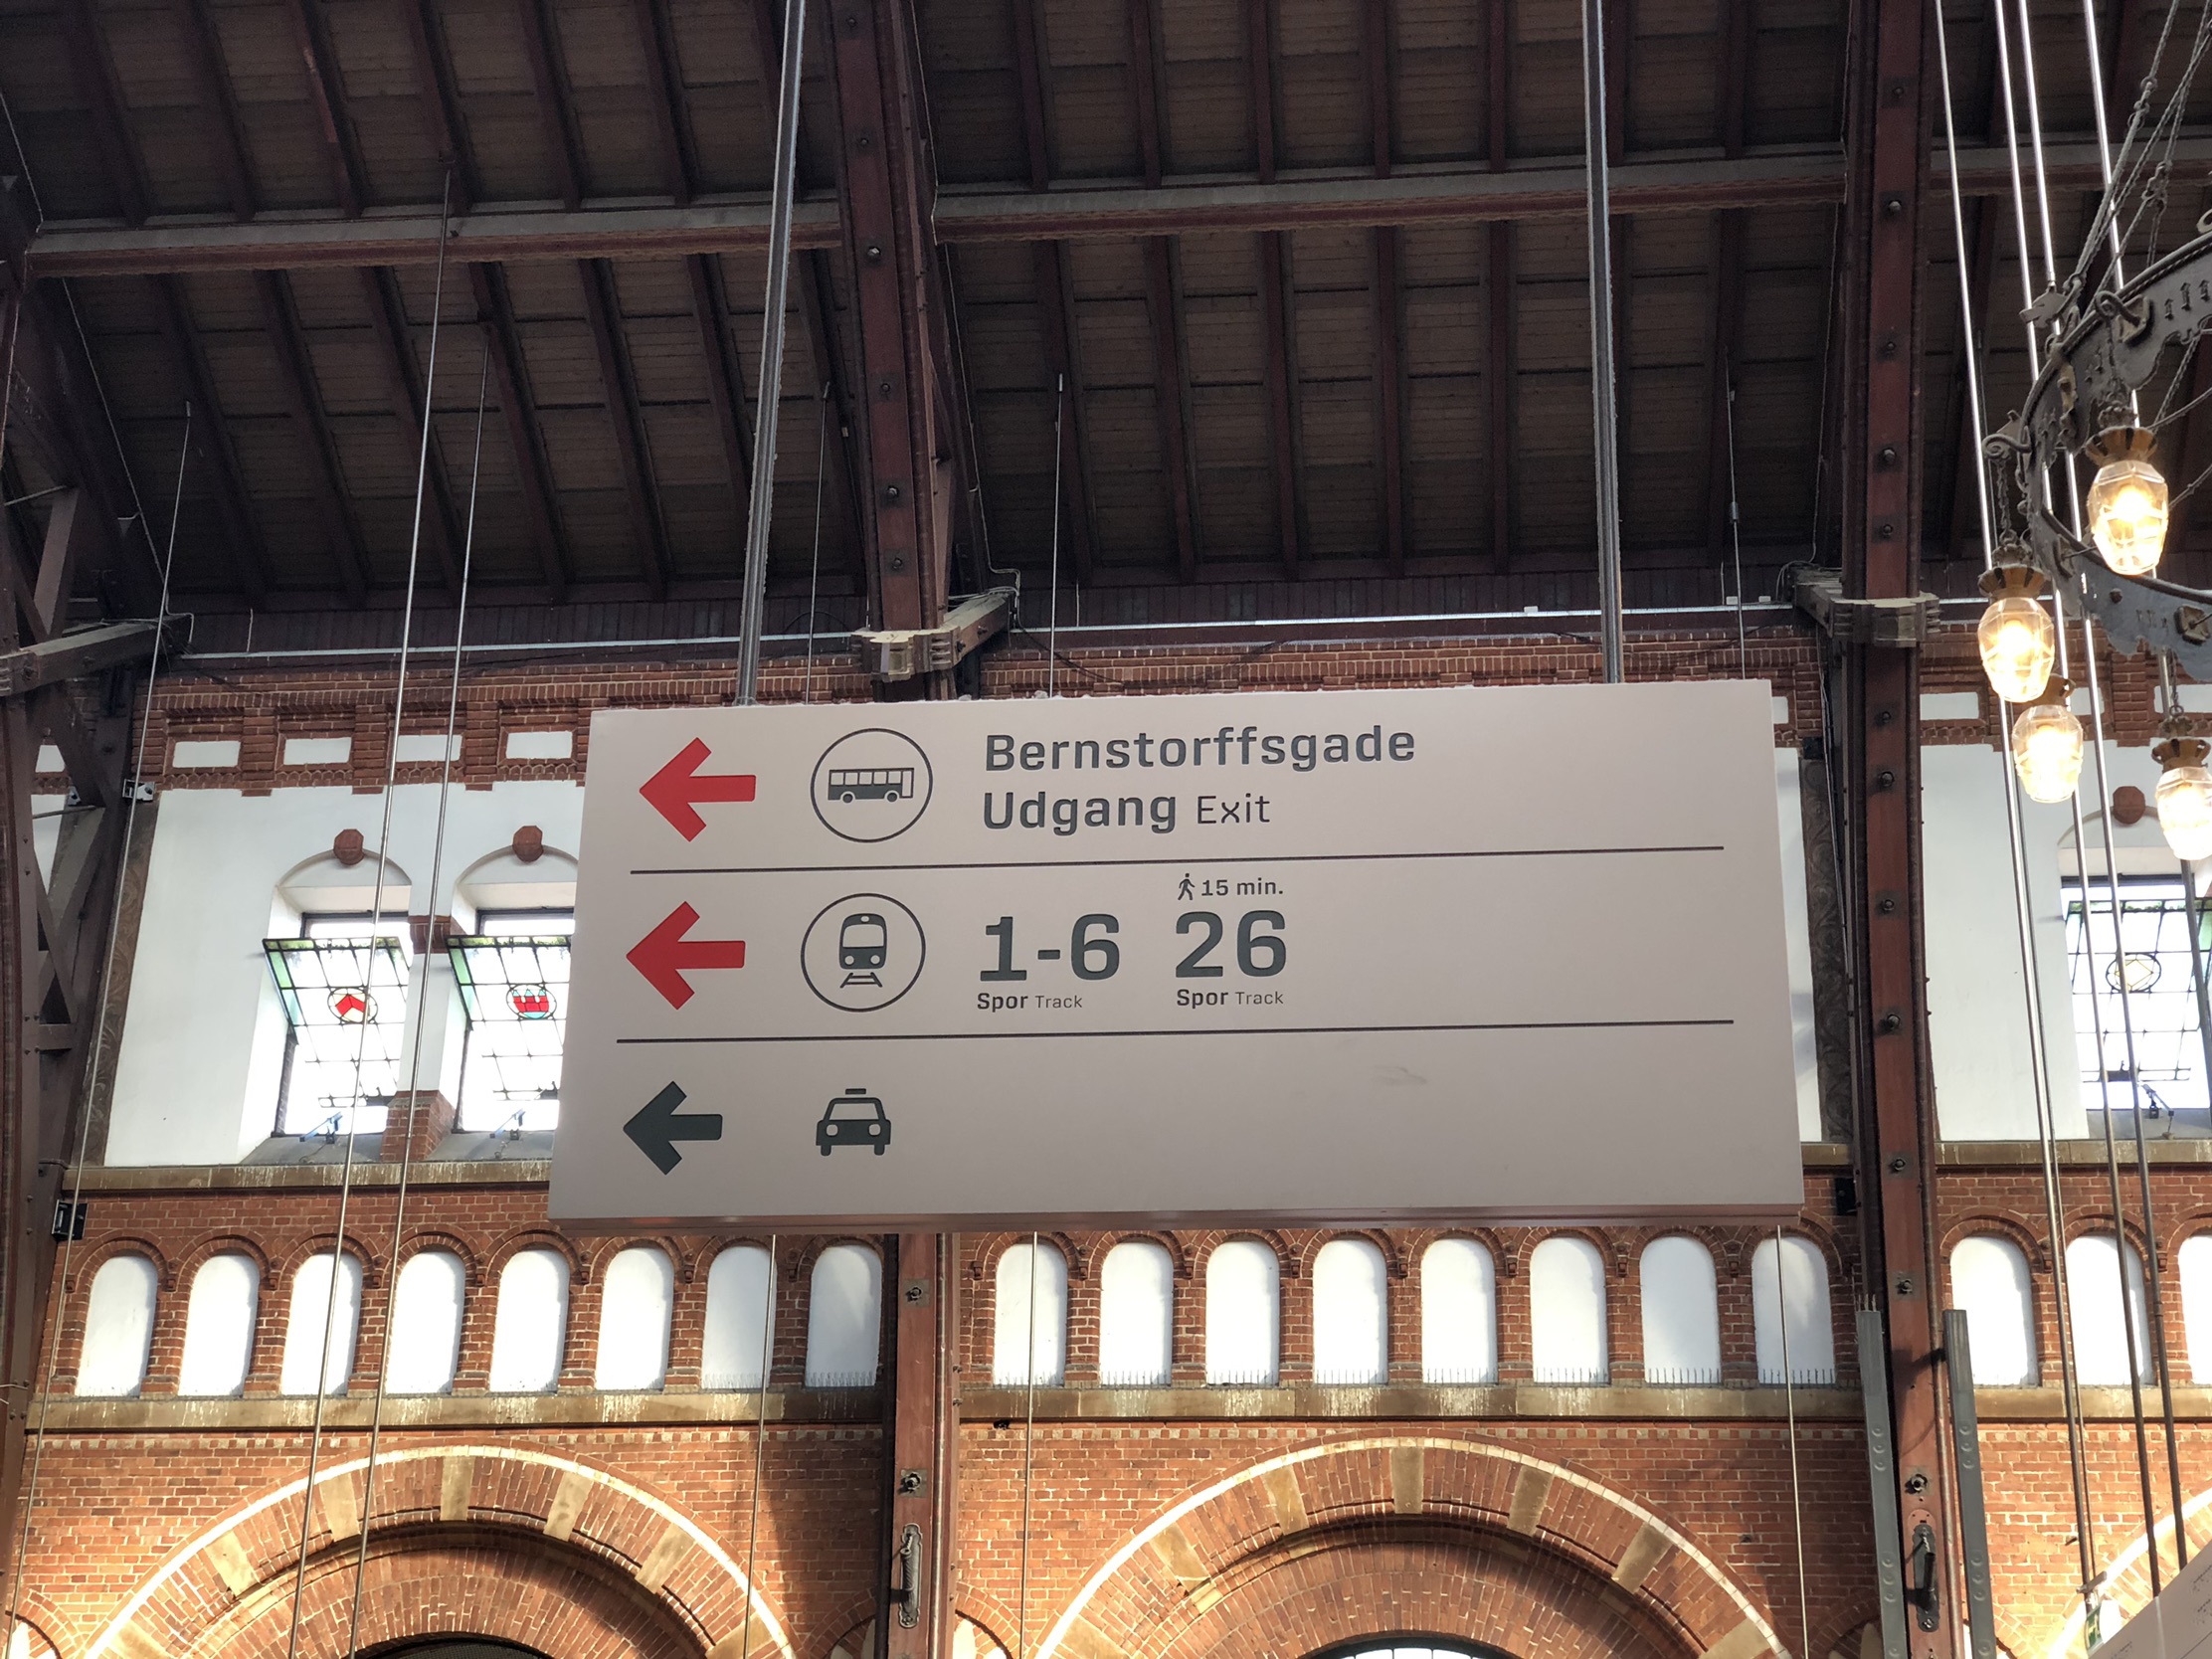 Bernstorffsgade
Udgang Exit
15 min.
1-6 26
Spor Track Spor Track